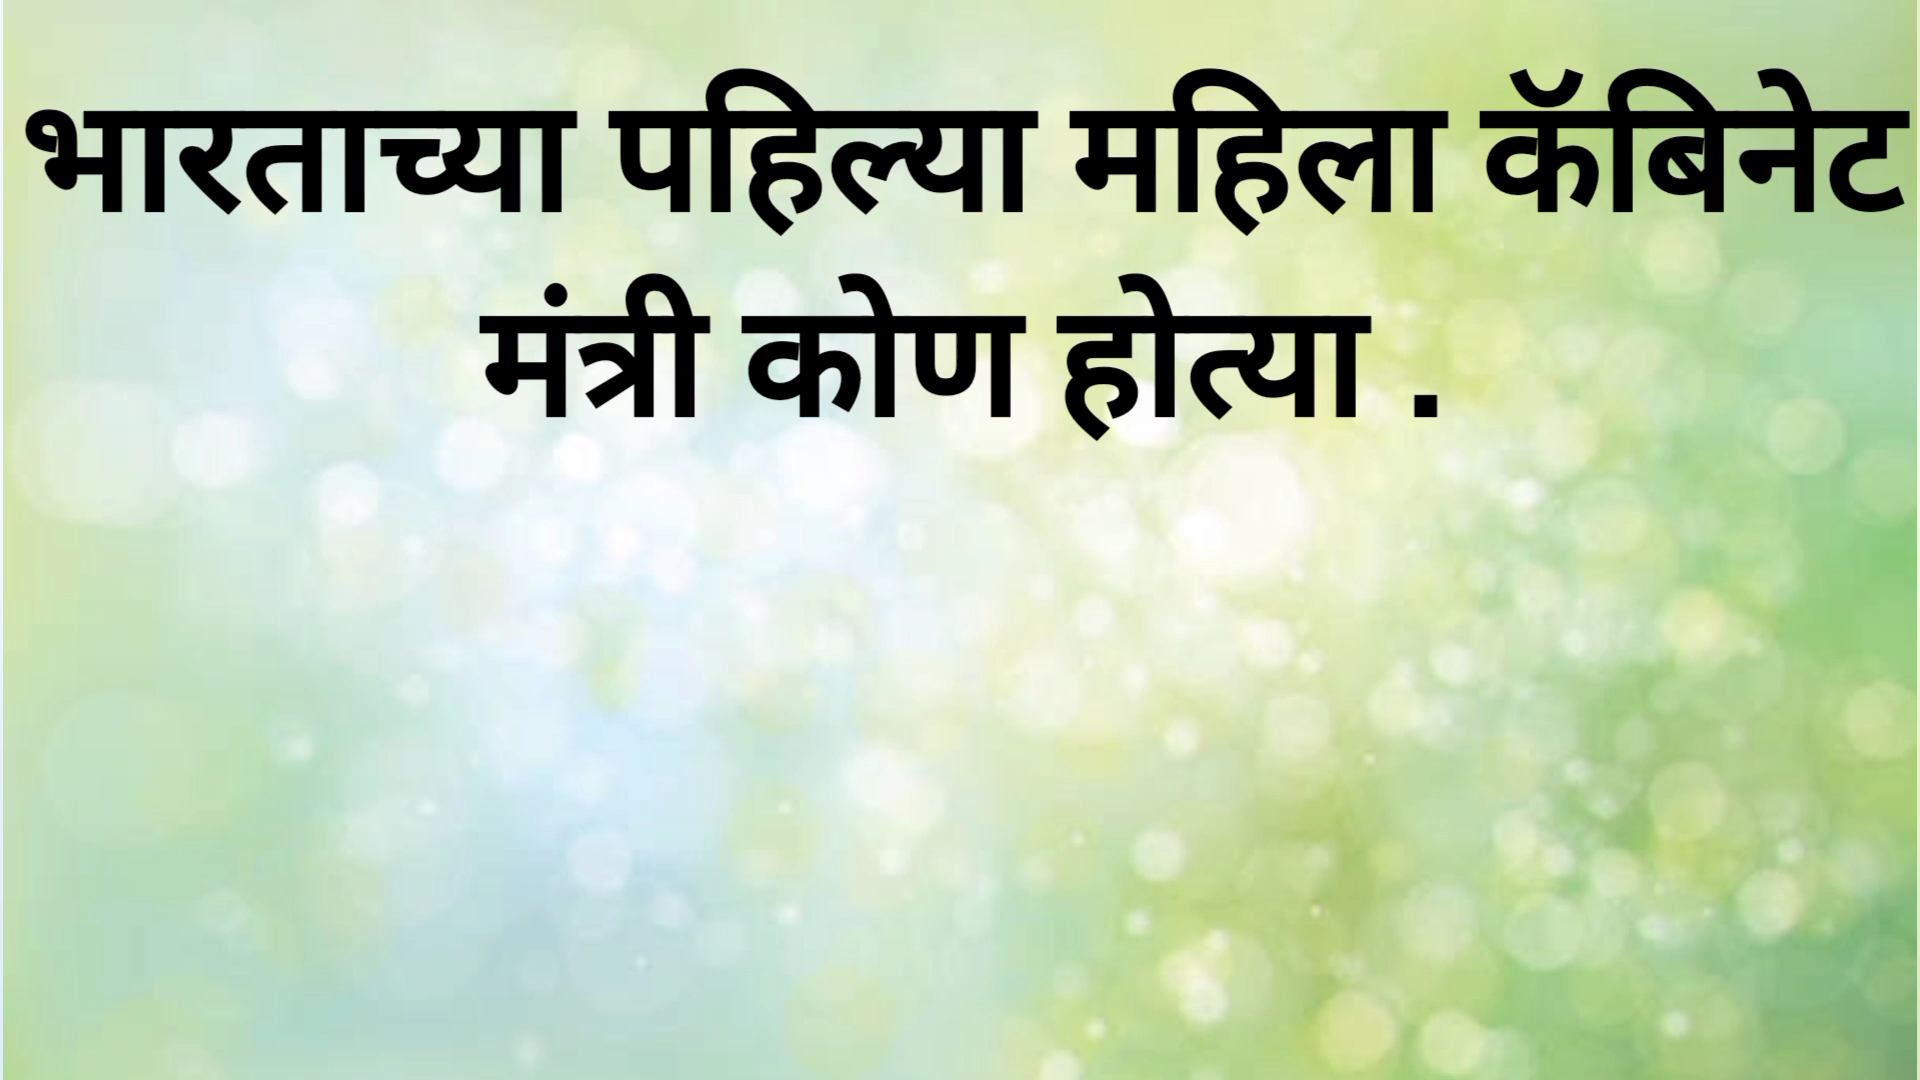 भारताच्या पहिल्या महिला कॅबिनेट
मंत्री कोण होत्या .